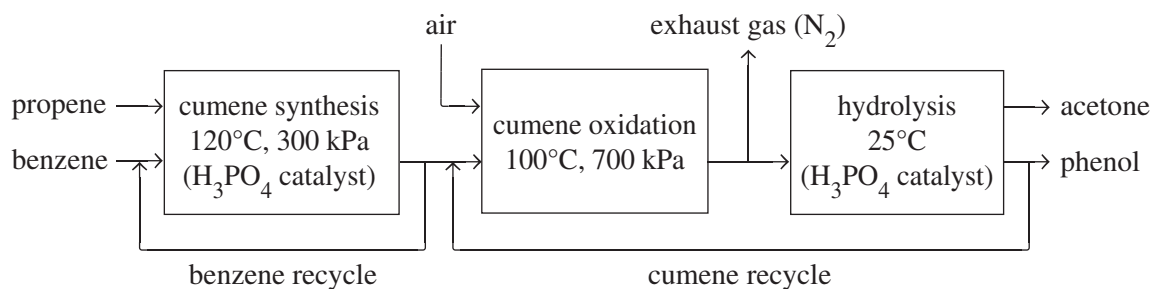 air
exhaust gas (N₂)
propene
benzene
cumene synthesis
120°C, 300 kPa
(H₃PO₄ catalyst)
cumene oxidation
100°C, 700 kPa
hydrolysis
25°C
(H₃PO₄ catalyst)
acetone
phenol
benzene recycle
cumene recycle